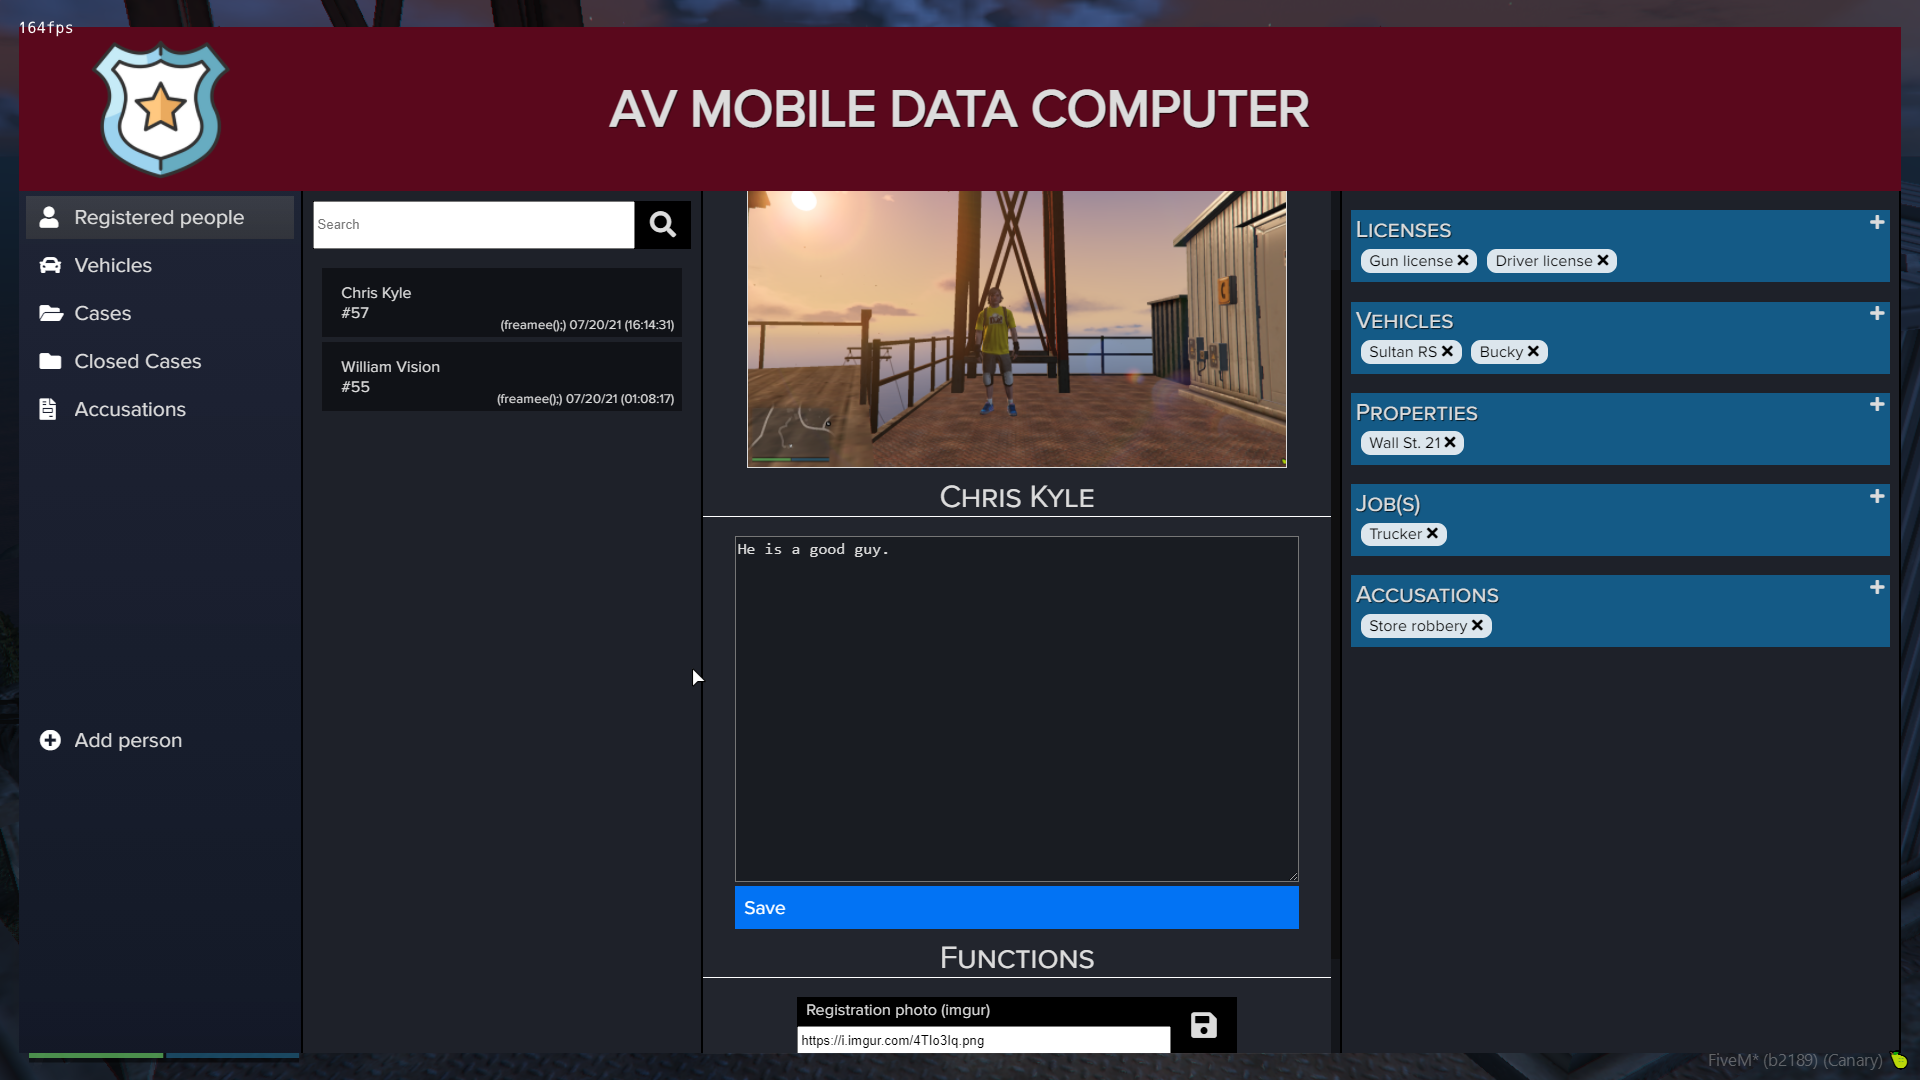 164fps
AV MOBILE DATA COMPUTER
Registered people
Vehicles
Cases
Closed Cases
Accusations
Add person
Search
Chris Kyle
#57
(freamee();) 07/20/21 (16:14:31)
William Vision
#55
(freamee();) 07/20/21 (01:08:17)
CHRIS KYLE
He is a good guy.
Save
FUNCTIONS
Registration photo (imgur)
https://i.imgur.com/4TIo3Iq.png
LICENSES
Gun license
Driver license
VEHICLES
Sultan RS
Bucky
PROPERTIES
Wall St. 21
JOB(S)
Trucker
ACCUSATIONS
Store robbery
FiveM* (b2189) (Canary)